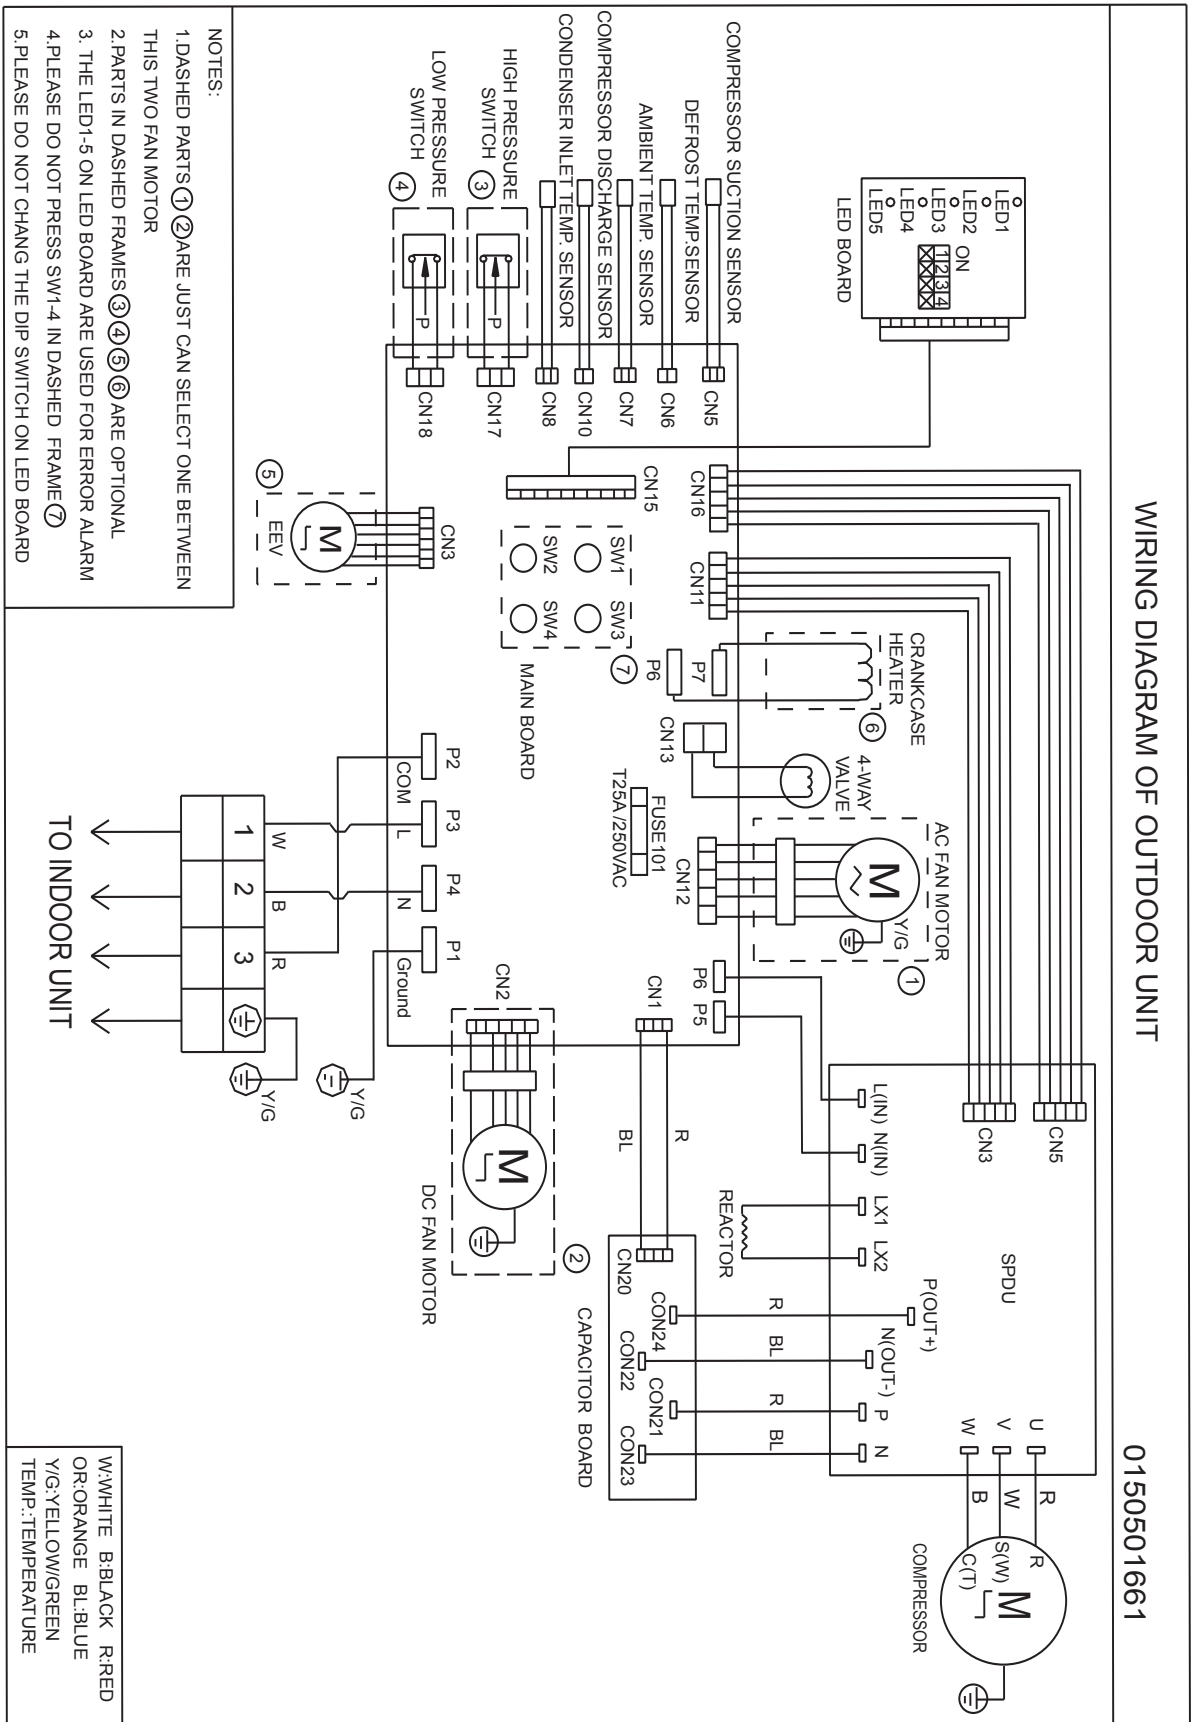 WIRING DIAGRAM OF OUTDOOR UNIT
0150501661
LED1
LED2
LED3
LED4
LED5
ON
1 2 3 4
LED BOARD
COMPRESSOR SUCTION SENSOR
DEFROST TEMP.SENSOR
AMBIENT TEMP. SENSOR
COMPRESSOR DISCHARGE SENSOR
CONDENSER INLET TEMP. SENSOR
HIGH PRESSURE
SWITCH
3
P
LOW PRESSURE
SWITCH
4
P
CN5
CN6
CN7
CN10
CN8
CN17
CN18
CN16
CN15
CN11
CN3
5
M
EEV
SW1
SW2
SW3
SW4
7
MAIN BOARD
CRANKCASE
HEATER
6
P7
P6
4-WAY
VALVE
CN13
FUSE101
T25A /250VAC
AC FAN MOTOR
M
Y/G
1
CN12
P6
P5
CN1
P2
COM
P3
L
P4
N
P1
Ground
CN2
M
DC FAN MOTOR
2
1
2
3
W
B
R
Y/G
Y/G
TO INDOOR UNIT
CN5
CN3
L(IN)
N(IN)
LX1
LX2
REACTOR
SPDU
P(OUT+)
N(OUT-)
P
N
U
V
W
R
W
B
R
S(W)
C(T)
M
COMPRESSOR
R
BL
R
BL
R
BL
CN20
CON24
CON22
CON21
CON23
CAPACITOR BOARD
NOTES:
1.DASHED PARTS 1 2 ARE JUST CAN SELECT ONE BETWEEN
THIS TWO FAN MOTOR
2.PARTS IN DASHED FRAMES 3 4 5 6 ARE OPTIONAL
3. THE LED1-5 ON LED BOARD ARE USED FOR ERROR ALARM
4.PLEASE DO NOT PRESS SW1-4 IN DASHED FRAME 7
5.PLEASE DO NOT CHANG THE DIP SWITCH ON LED BOARD
W:WHITE B:BLACK R:RED
OR:ORANGE BL:BLUE
Y/G:YELLOW/GREEN
TEMP.:TEMPERATURE